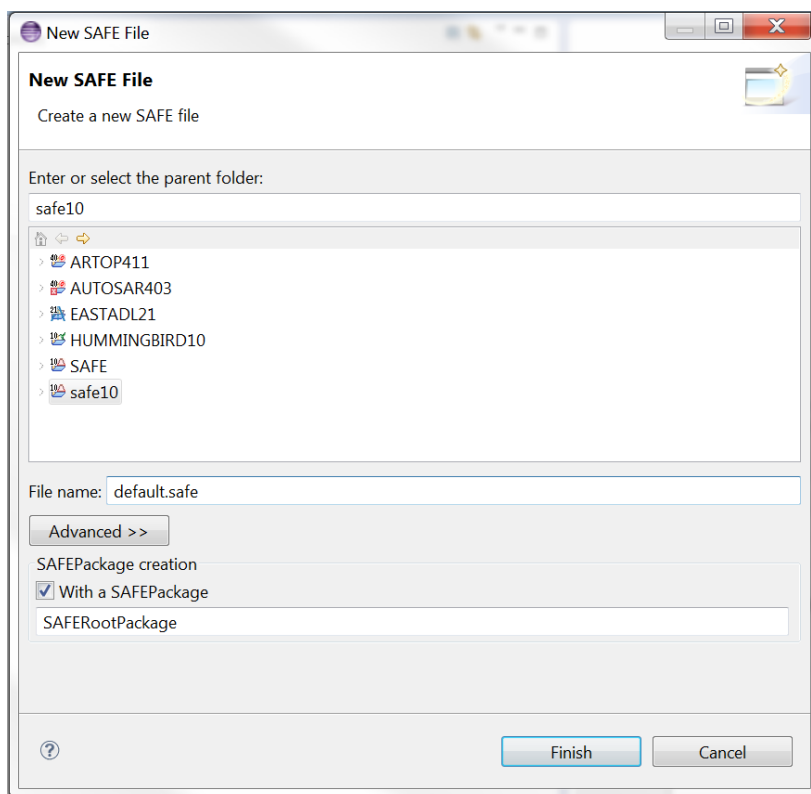 New SAFE File
New SAFE File
Create a new SAFE file
Enter or select the parent folder:
safe10
ARTOP411
AUTOSAR403
EASTADL21
HUMMINGBIRD10
SAFE
safe10
File name: default.safe
Advanced >>
SAFEPackage creation
With a SAFEPackage
SAFERootPackage
? Finish Cancel